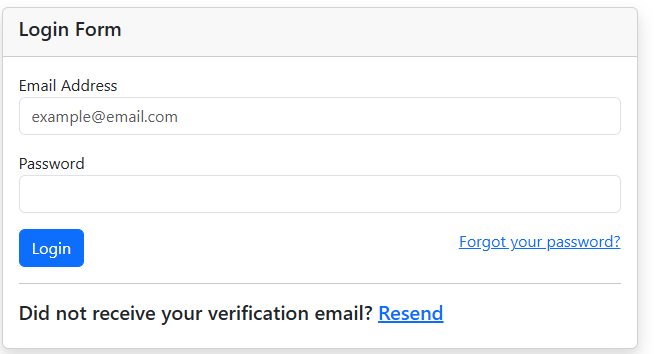 Login Form
Email Address
example@email.com
Password
Login
Forgot your password?
Did not receive your verification email? Resend